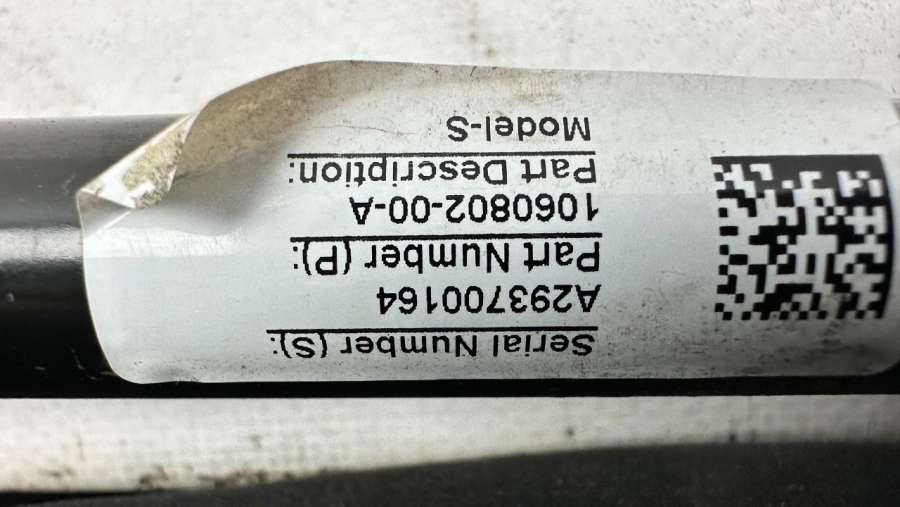 Serial Number (S):
A293700164
Part Number (P):
1060802-00-A
Part Description:
Model-S